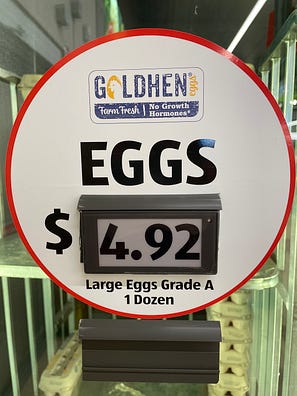 GOLDHEN eggs®
Farm Fresh | No Growth
Hormones*
EGGS
$ 4.92
Large Eggs Grade A
1 Dozen